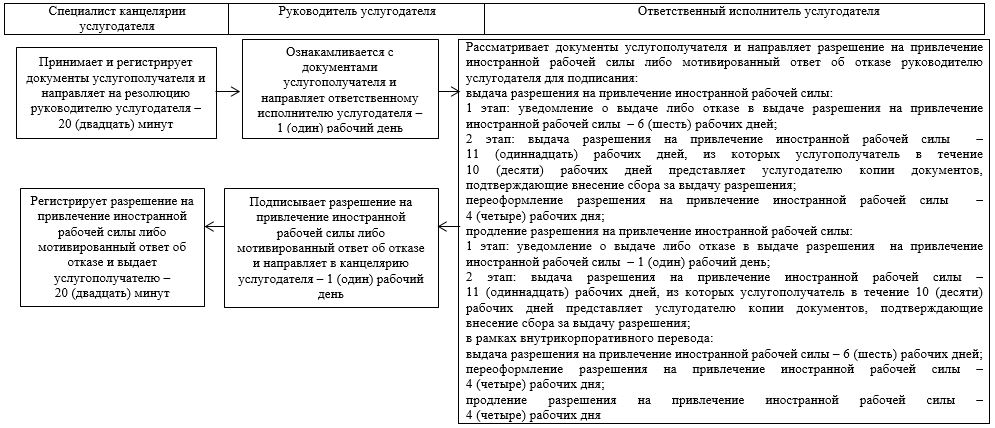 Специалист канцелярии
услугодателя
Руководитель услугодателя
Ответственный исполнитель услугодателя
Принимает и регистрирует
документы услугополучателя и
направляет на резолюцию
руководителю услугодателя –
20 (двадцать) минут
Ознакамливается с
документами
услугополучателя и
направляет ответственному
исполнителю услугодателя –
1 (один) рабочий день
Рассматривает документы услугополучателя и направляет разрешение на привлечение
иностранной рабочей силы либо мотивированный ответ об отказе руководителю
услугодателя для подписания:
выдача разрешения на привлечение иностранной рабочей силы:
1 этап: уведомление о выдаче либо отказе в выдаче разрешения на привлечение
иностранной рабочей силы – 6 (шесть) рабочих дней;
2 этап: выдача разрешения на привлечение иностранной рабочей силы –
11 (одиннадцать) рабочих дней, из которых услугополучатель в течение
10 (десяти) рабочих дней представляет услугодателю копии документов,
подтверждающие внесение сбора за выдачу разрешения;
переоформление разрешения на привлечение иностранной рабочей силы –
4 (четыре) рабочих дня;
продление разрешения на привлечение иностранной рабочей силы:
1 этап: уведомление о выдаче либо отказе в выдаче разрешения на привлечение
иностранной рабочей силы – 1 (один) рабочий день;
2 этап: выдача разрешения на привлечение иностранной рабочей силы –
11 (одиннадцать) рабочих дней, из которых услугополучатель в течение 10 (десяти)
рабочих дней представляет услугодателю копии документов, подтверждающие
внесение сбора за выдачу разрешения;
в рамках внутрикорпоративного перевода:
выдача разрешения на привлечение иностранной рабочей силы – 6 (шесть) рабочих дней;
переоформление разрешения на привлечение иностранной рабочей силы –
4 (четыре) рабочих дня;
продление разрешения на привлечение иностранной рабочей силы –
4 (четыре) рабочих дня
Подписывает разрешение на
привлечение иностранной
рабочей силы либо
мотивированный ответ об отказе
и направляет в канцелярию
услугодателя – 1 (один) рабочий
день
Регистрирует разрешение на
привлечение иностранной
рабочей силы либо
мотивированный ответ об
отказе и выдает
услугополучателю –
20 (двадцать) минут